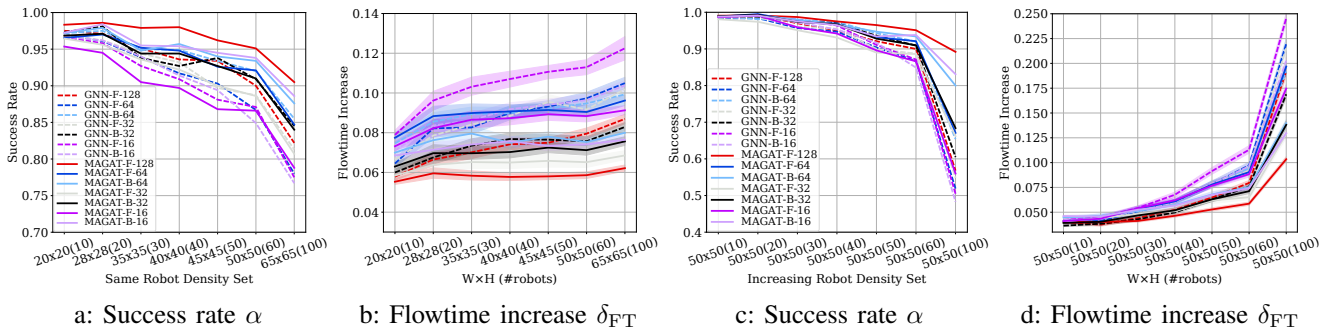 1.00
0.95
0.90
0.85
0.80
0.75
0.70
Success Rate
GNN-F-128
GNN-F-64
GNN-B-64
GNN-F-32
GNN-B-32
GNN-F-16
GNN-B-16
MAGAT-F-128
MAGAT-F-64
MAGAT-B-64
MAGAT-F-32
MAGAT-B-32
MAGAT-F-16
MAGAT-B-16
20x20(10)
28x28(20)
35x35(30)
40x40(40)
45x45(50)
50x50(60)
65x65(100)
Same Robot Density Set
a: Success rate α
0.14
0.12
0.10
0.08
0.06
0.04
Flowtime Increase
20x20(10)
28x28(20)
35x35(30)
40x40(40)
45x45(50)
50x50(60)
65x65(100)
W×H (#robots)
b: Flowtime increase δFT
1.0
0.9
0.8
0.7
0.6
0.5
0.4
Success Rate
GNN-F-128
GNN-F-64
GNN-B-64
GNN-F-32
GNN-B-32
GNN-F-16
GNN-B-16
MAGAT-F-128
MAGAT-F-64
MAGAT-B-64
MAGAT-F-32
MAGAT-B-32
MAGAT-F-16
MAGAT-B-16
50x50(10)
50x50(20)
50x50(30)
50x50(40)
50x50(50)
50x50(60)
50x50(100)
Increasing Robot Density Set
c: Success rate α
0.250
0.225
0.200
0.175
0.150
0.125
0.100
0.075
0.050
Flowtime Increase
50x50(10)
50x50(20)
50x50(30)
50x50(40)
50x50(50)
50x50(60)
50x50(100)
W×H (#robots)
d: Flowtime increase δFT